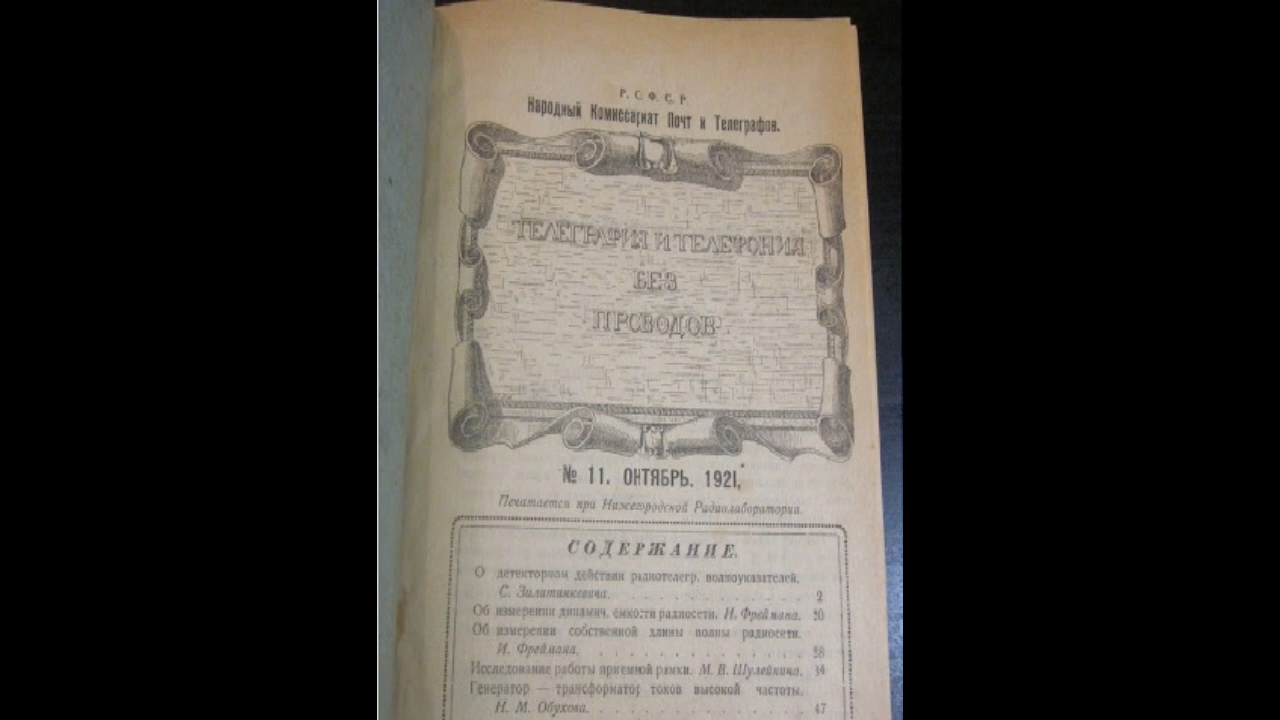 Р. С. Ф. С. Р.
Народный Комиссариат Почт и Телеграфов.
ТЕЛЕГРАФИЯ И ТЕЛЕФОНИЯ
БЕЗ
ПРОВОДОВ
№ 11. ОКТЯБРЬ. 1921.
Печатается при Нижегородской Радиолаборатории.
СОДЕРЖАНИЕ.
О детекторном действии радиотелегр. волноуказателей.
С. Зилитинкевича. 2
Об измерении динамич. емкости радиосети. И. Фреймана. 20
Об измерении собственной длины волны радиосети.
И. Фреймана. 28
Исследование работы приемной рамки. М. В. Шулейкина. 34
Генератор — трансформатор токов высокой частоты.
Н. М. Обухова. 47